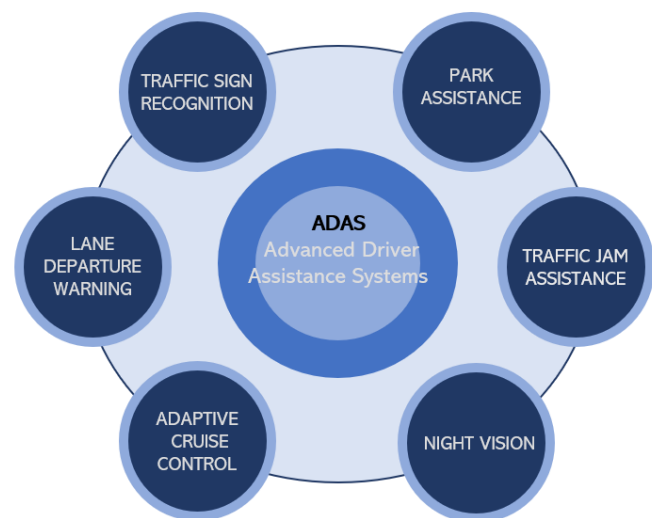 TRAFFIC SIGN
RECOGNITION
PARK
ASSISTANCE
ADAS
Advanced Driver
Assistance Systems
LANE
DEPARTURE
WARNING
TRAFFIC JAM
ASSISTANCE
ADAPTIVE
CRUISE
CONTROL
NIGHT VISION